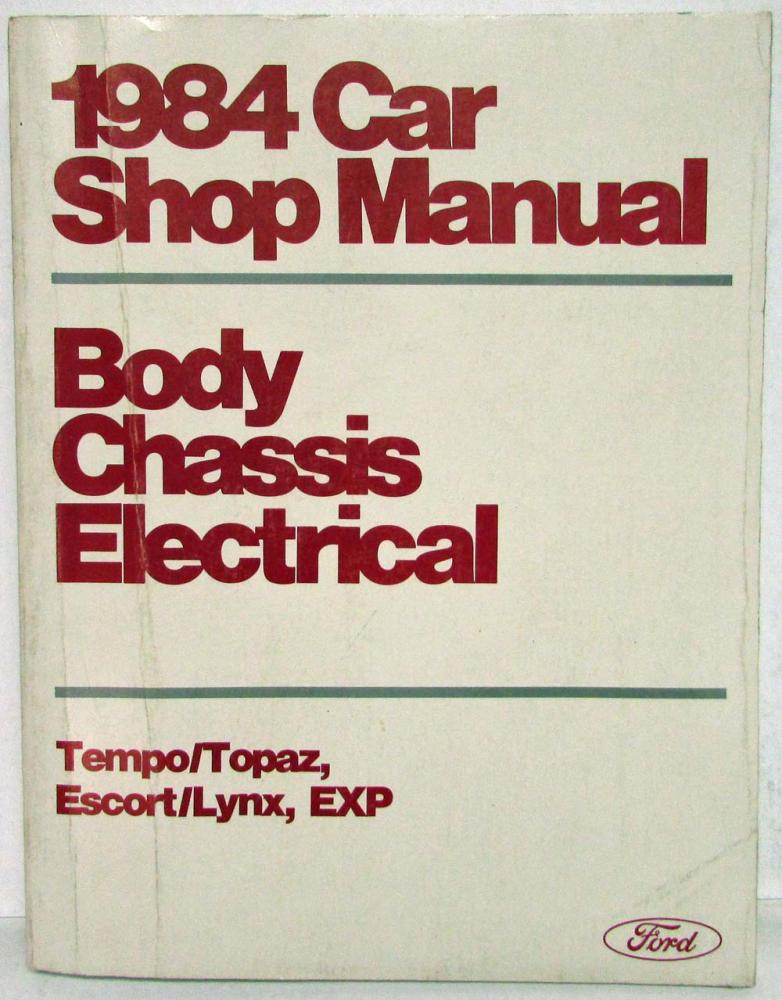 1984 Car
Shop Manual
Body
Chassis
Electrical
Tempo/Topaz,
Escort/Lynx, EXP
Ford